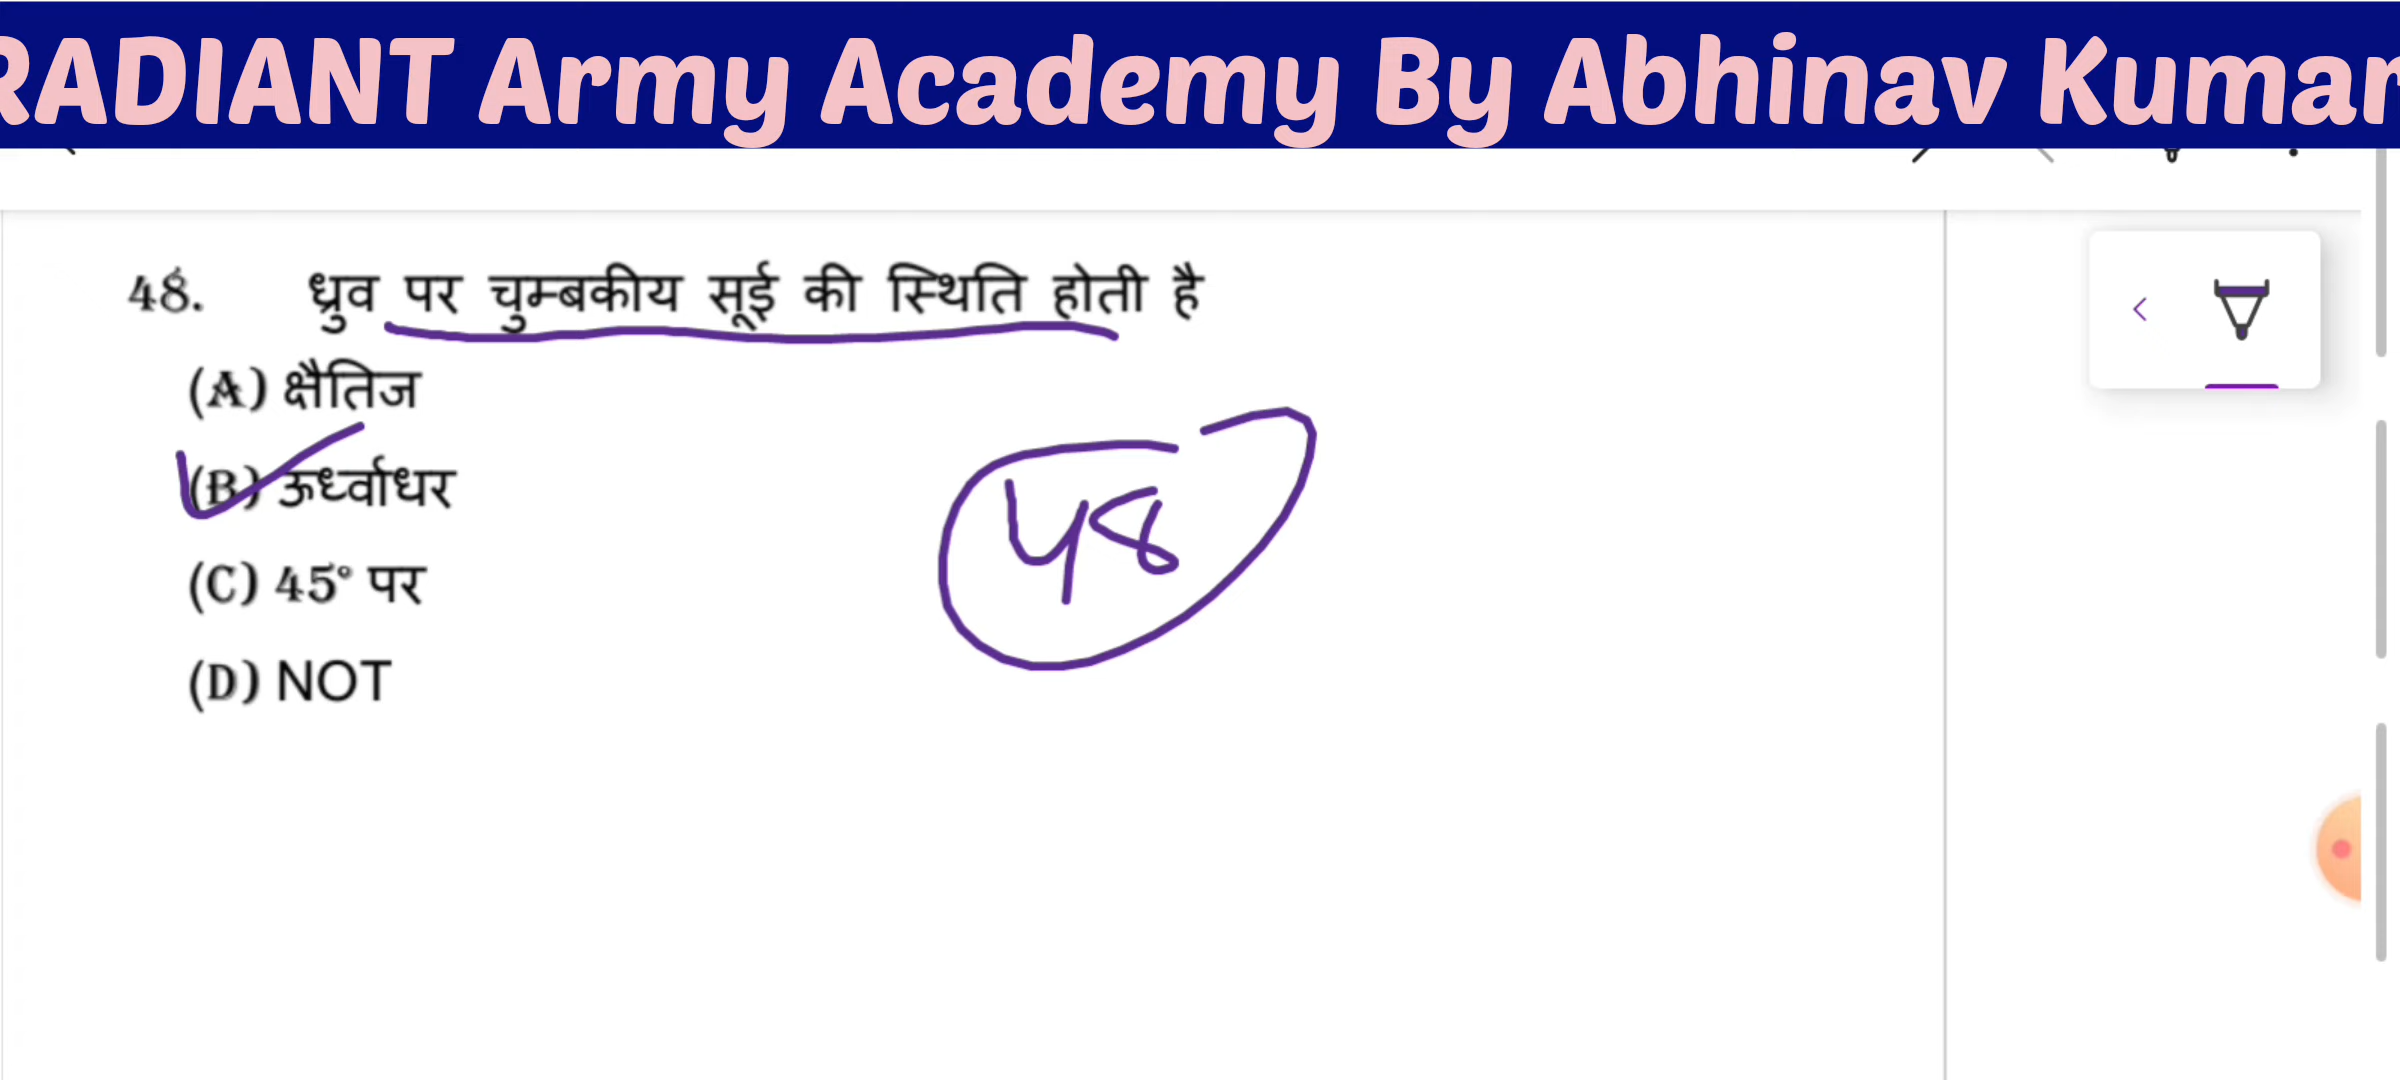 RADIANT Army Academy By Abhinav Kumar
48. ध्रुव पर चुम्बकीय सूई की स्थिति होती है
(A) क्षैतिज
(B) ऊर्ध्वाधर
48
(C) 45° पर
(D) NOT